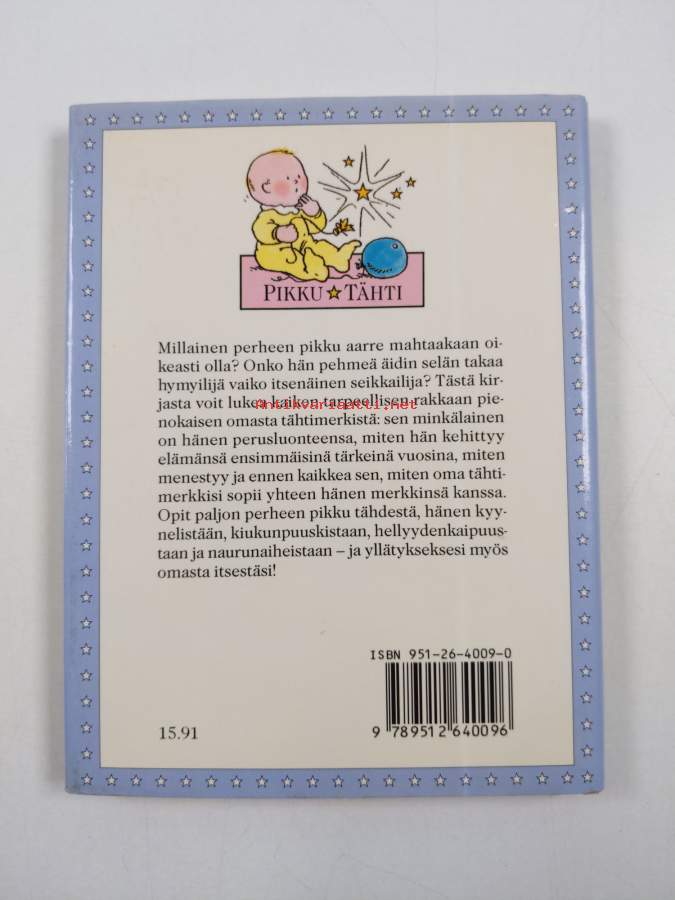 PIKKU TÄHTI
Millainen perheen pikku aarre mahtaakaan oi-
keasti olla? Onko hän pehmeä äidin selän takaa
hymyilijä vaiko itsenäinen seikkailija? Tästä kir-
jasta voit lukea kaiken tarpeellisen rakkaan pie-
Antikvariaatti.net
nokaisen omasta tähtimerkistä: sen minkälainen
on hänen perusluonteensa, miten hän kehittyy
elämänsä ensimmäisinä tärkeinä vuosina, miten
menestyy ja ennen kaikkea sen, miten oma tähti-
merkkisi sopii yhteen hänen merkkinsä kanssa.
Opit paljon perheen pikku tähdestä, hänen kyy-
nelistään, kiukunpuuskistaan, hellyydenkaipuus-
taan ja naurunaiheistaan – ja yllätykseksesi myös
omasta itsestäsi!
ISBN 951-26-4009-0
15.91
9 789512 640096